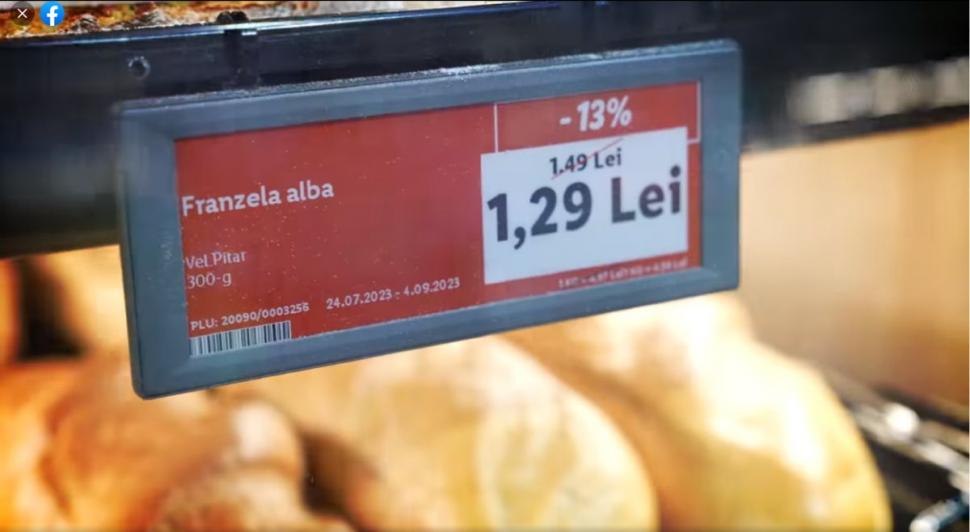 - 13%
1.49 Lei
1,29 Lei
Franzela alba
Vel Pitar
300-g
24.07.2023 - 4.09.2023
PLU: 20090/0003256